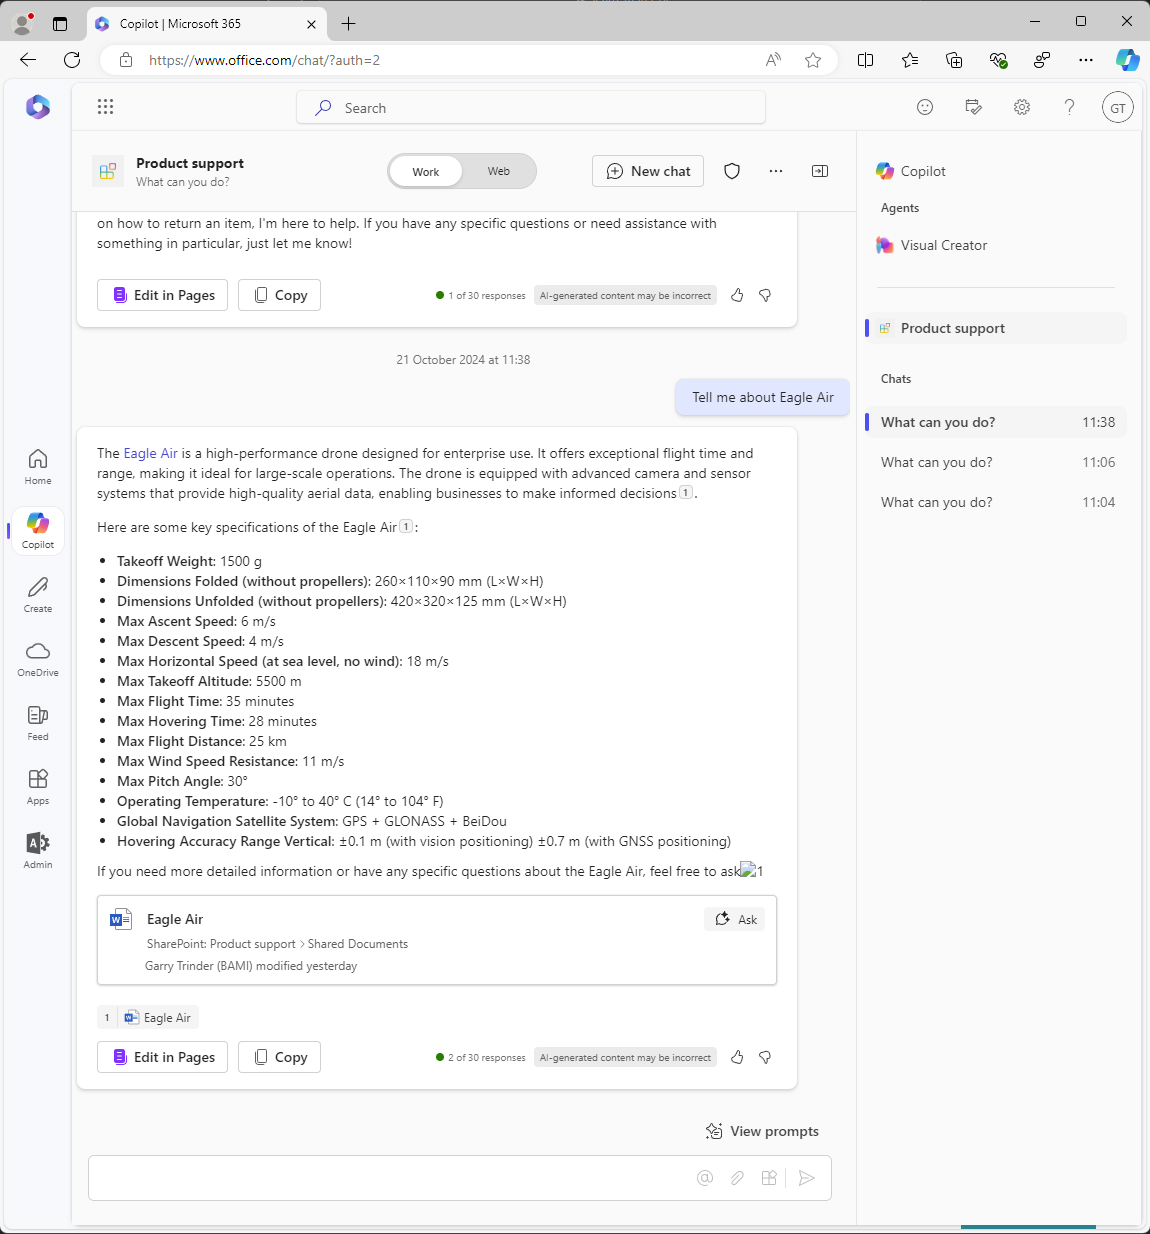 Copilot | Microsoft 365
https://www.office.com/chat/?auth=2
Search
GT
Product support
What can you do?
Work
Web
New chat
on how to return an item, I'm here to help. If you have any specific questions or need assistance with
something in particular, just let me know!
Edit in Pages
Copy
1 of 30 responses
AI-generated content may be incorrect
21 October 2024 at 11:38
Tell me about Eagle Air
The Eagle Air is a high-performance drone designed for enterprise use. It offers exceptional flight time and
range, making it ideal for large-scale operations. The drone is equipped with advanced camera and sensor
systems that provide high-quality aerial data, enabling businesses to make informed decisions 1 .
Here are some key specifications of the Eagle Air 1 :
• Takeoff Weight: 1500 g
• Dimensions Folded (without propellers): 260×110×90 mm (L×W×H)
• Dimensions Unfolded (without propellers): 420×320×125 mm (L×W×H)
• Max Ascent Speed: 6 m/s
• Max Descent Speed: 4 m/s
• Max Horizontal Speed (at sea level, no wind): 18 m/s
• Max Takeoff Altitude: 5500 m
• Max Flight Time: 35 minutes
• Max Hovering Time: 28 minutes
• Max Flight Distance: 25 km
• Max Wind Speed Resistance: 11 m/s
• Max Pitch Angle: 30°
• Operating Temperature: -10° to 40° C (14° to 104° F)
• Global Navigation Satellite System: GPS + GLONASS + BeiDou
• Hovering Accuracy Range Vertical: ±0.1 m (with vision positioning) ±0.7 m (with GNSS positioning)
If you need more detailed information or have any specific questions about the Eagle Air, feel free to ask 1
Eagle Air
Ask
SharePoint: Product support > Shared Documents
Garry Trinder (BAMI) modified yesterday
1 Eagle Air
Edit in Pages
Copy
2 of 30 responses
AI-generated content may be incorrect
View prompts
Home
Copilot
Create
OneDrive
Feed
Apps
Admin
Copilot
Agents
Visual Creator
Product support
Chats
What can you do? 11:38
What can you do? 11:06
What can you do? 11:04